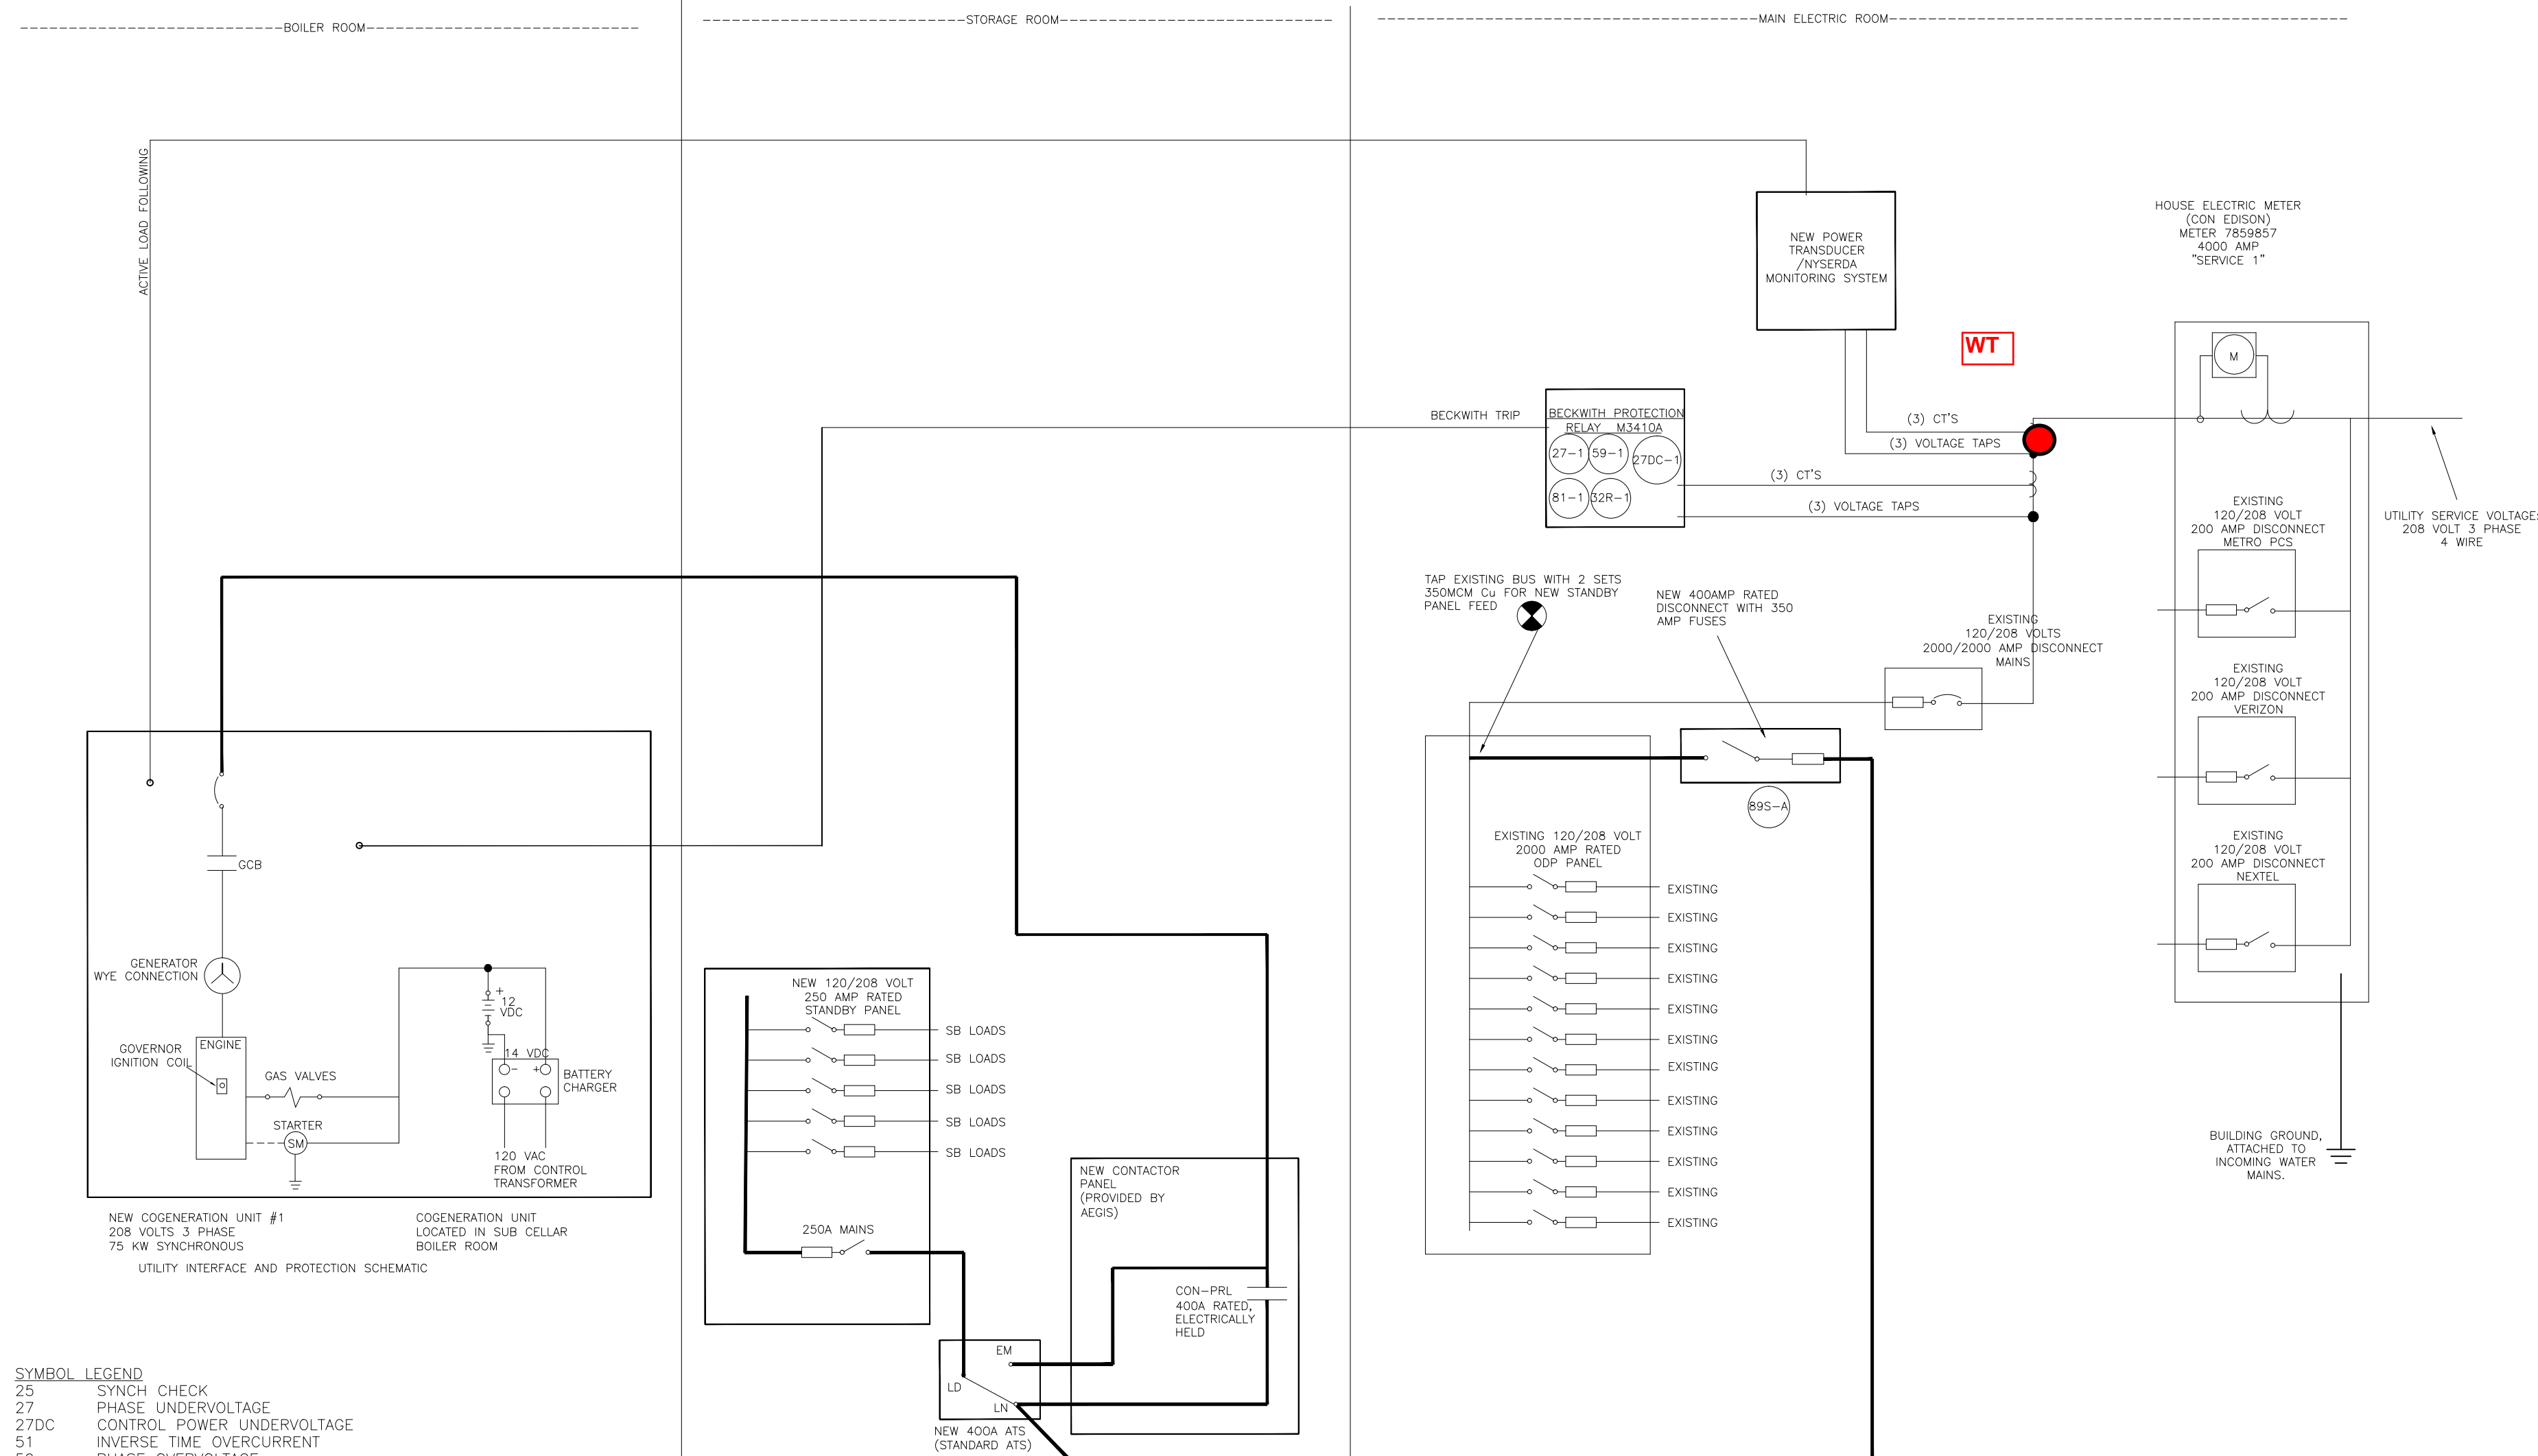 BOILER ROOM
STORAGE ROOM
MAIN ELECTRIC ROOM
ACTIVE LOAD FOLLOWING
NEW POWER
TRANSDUCER
/NYSERDA
MONITORING SYSTEM
HOUSE ELECTRIC METER
(CON EDISON)
METER 7859857
4000 AMP
"SERVICE 1"
WT
M
BECKWITH TRIP
BECKWITH PROTECTION
RELAY M3410A
27-1
59-1
27DC-1
81-1
32R-1
(3) CT'S
(3) VOLTAGE TAPS
(3) CT'S
(3) VOLTAGE TAPS
UTILITY SERVICE VOLTAGE:
208 VOLT 3 PHASE
4 WIRE
EXISTING
120/208 VOLT
200 AMP DISCONNECT
METRO PCS
EXISTING
120/208 VOLT
200 AMP DISCONNECT
VERIZON
EXISTING
120/208 VOLT
200 AMP DISCONNECT
NEXTEL
TAP EXISTING BUS WITH 2 SETS
350MCM Cu FOR NEW STANDBY
PANEL FEED
NEW 400AMP RATED
DISCONNECT WITH 350
AMP FUSES
EXISTING
120/208 VOLTS
2000/2000 AMP DISCONNECT
MAINS
89S-A
EXISTING 120/208 VOLT
2000 AMP RATED
ODP PANEL
EXISTING
EXISTING
EXISTING
EXISTING
EXISTING
EXISTING
EXISTING
EXISTING
EXISTING
EXISTING
EXISTING
EXISTING
BUILDING GROUND,
ATTACHED TO
INCOMING WATER
MAINS.
GCB
GENERATOR
WYE CONNECTION
+
12
VDC
ENGINE
GOVERNOR
IGNITION COIL
GAS VALVES
STARTER
SM
14 VDC
- +
BATTERY
CHARGER
120 VAC
FROM CONTROL
TRANSFORMER
NEW COGENERATION UNIT #1
208 VOLTS 3 PHASE
75 KW SYNCHRONOUS
COGENERATION UNIT
LOCATED IN SUB CELLAR
BOILER ROOM
UTILITY INTERFACE AND PROTECTION SCHEMATIC
NEW 120/208 VOLT
250 AMP RATED
STANDBY PANEL
SB LOADS
SB LOADS
SB LOADS
SB LOADS
SB LOADS
250A MAINS
NEW CONTACTOR
PANEL
(PROVIDED BY
AEGIS)
CON-PRL
400A RATED,
ELECTRICALLY
HELD
EM
LD
LN
NEW 400A ATS
(STANDARD ATS)
SYMBOL LEGEND
25 SYNCH CHECK
27 PHASE UNDERVOLTAGE
27DC CONTROL POWER UNDERVOLTAGE
51 INVERSE TIME OVERCURRENT
59 PHASE OVERVOLTAGE